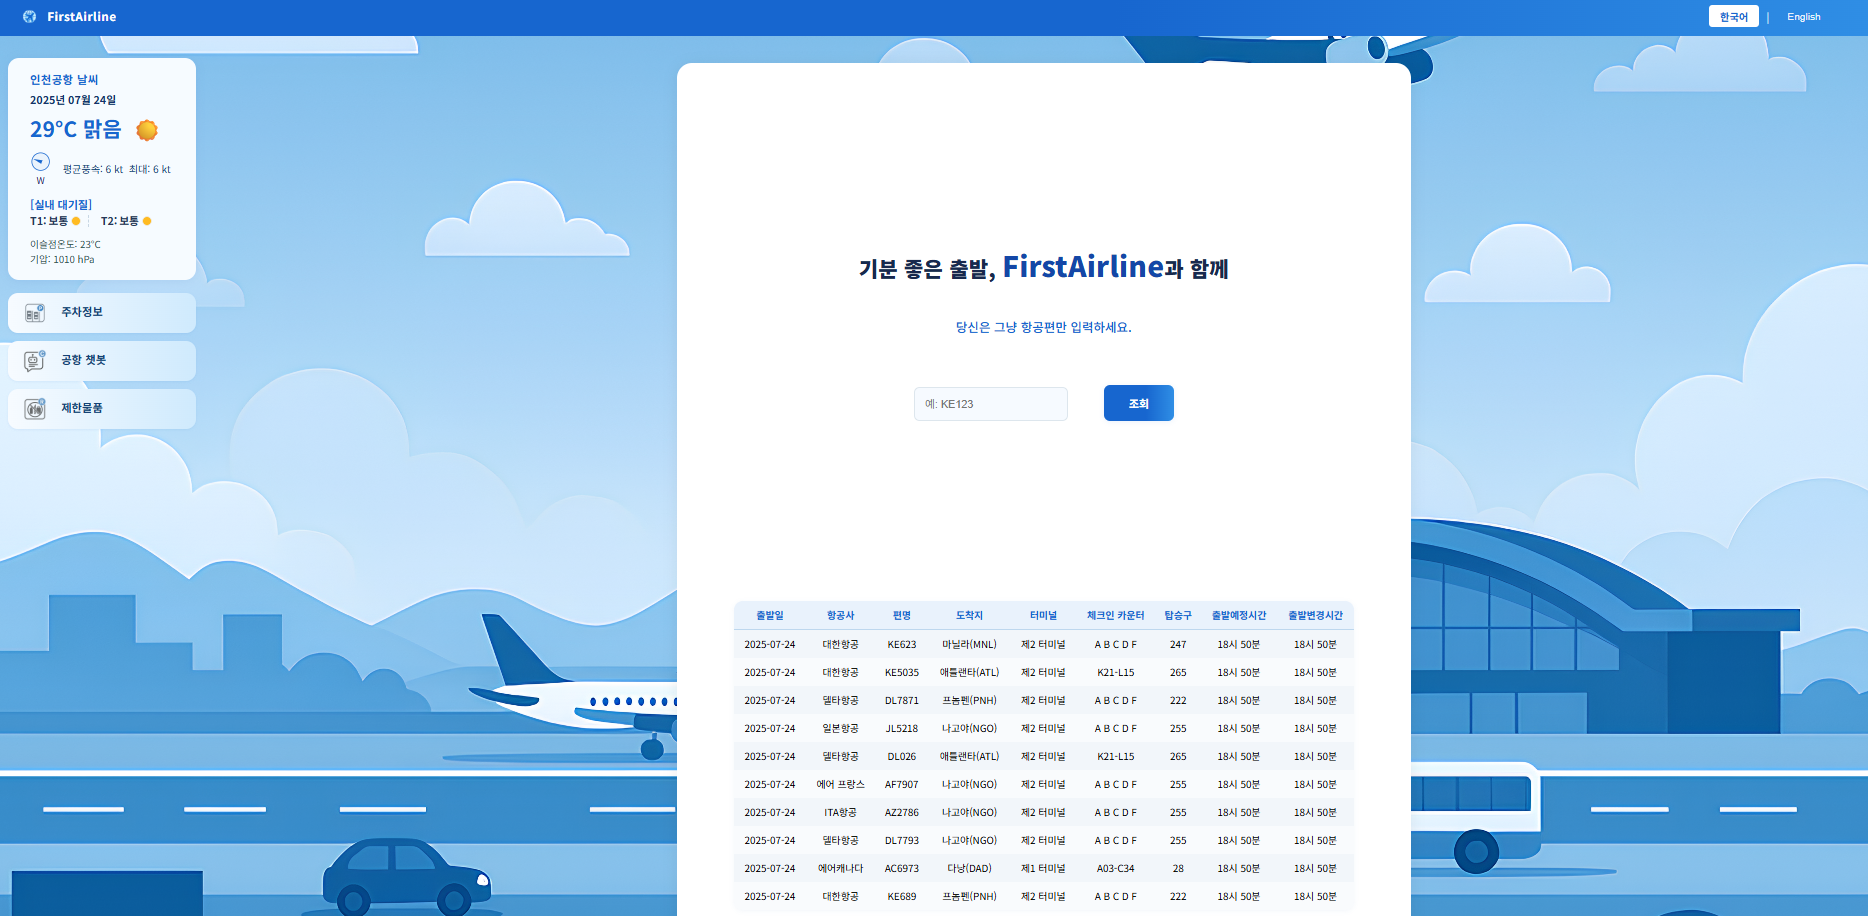 FirstAirline
한국어 | English
인천공항 날씨
2025년 07월 24일
29°C 맑음
W
평균풍속: 6 kt 최대: 6 kt
[실내 대기질]
T1: 보통 T2: 보통
이슬점온도: 23°C
기압: 1010 hPa
주차정보
공항 챗봇
제한물품
기분 좋은 출발, FirstAirline과 함께
당신은 그냥 항공편만 입력하세요.
예: KE123 조회
출발일 항공사 편명 도착지 터미널 체크인 카운터 탑승구 출발예정시간 출발변경시간
2025-07-24 대한항공 KE623 마닐라(MNL) 제2 터미널 A B C D F 247 18시 50분 18시 50분
2025-07-24 대한항공 KE5035 애틀랜타(ATL) 제2 터미널 K21-L15 265 18시 50분 18시 50분
2025-07-24 델타항공 DL7871 프놈펜(PNH) 제2 터미널 A B C D F 222 18시 50분 18시 50분
2025-07-24 일본항공 JL5218 나고야(NGO) 제2 터미널 A B C D F 255 18시 50분 18시 50분
2025-07-24 델타항공 DL026 애틀랜타(ATL) 제2 터미널 K21-L15 265 18시 50분 18시 50분
2025-07-24 에어 프랑스 AF7907 나고야(NGO) 제2 터미널 A B C D F 255 18시 50분 18시 50분
2025-07-24 ITA항공 AZ2786 나고야(NGO) 제2 터미널 A B C D F 255 18시 50분 18시 50분
2025-07-24 델타항공 DL7793 나고야(NGO) 제2 터미널 A B C D F 255 18시 50분 18시 50분
2025-07-24 에어캐나다 AC6973 다낭(DAD) 제1 터미널 A03-C34 28 18시 50분 18시 50분
2025-07-24 대한항공 KE689 프놈펜(PNH) 제2 터미널 A B C D F 222 18시 50분 18시 50분